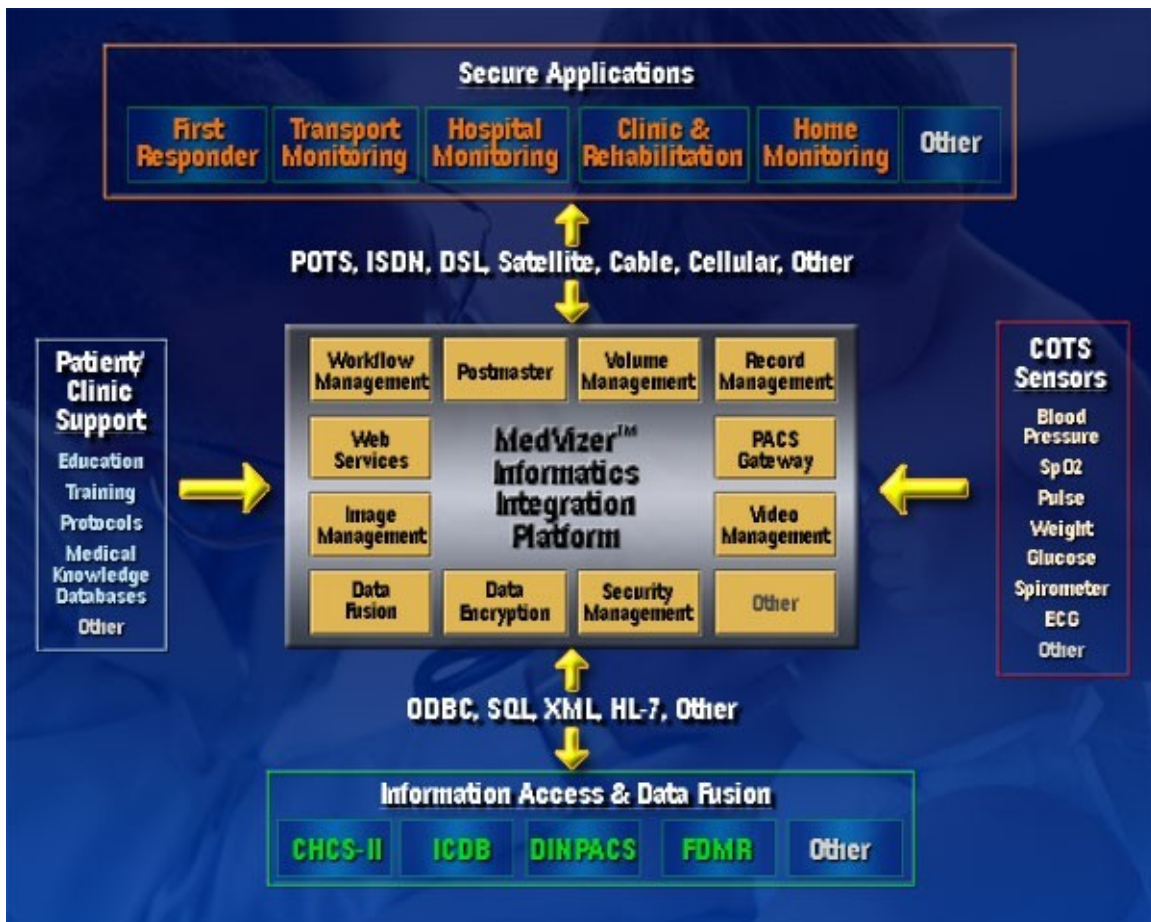 Secure Applications
First
Responder
Transport
Monitoring
Hospital
Monitoring
Clinic &
Rehabilitation
Home
Monitoring
Other
POTS, ISDN, DSL, Satellite, Cable, Cellular, Other
Patient/
Clinic
Support
Education
Training
Protocols
Medical
Knowledge
Databases
Other
Workflow
Management
Postmaster
Volume
Management
Record
Management
Web
Services
MedVizer™
Informatics
Integration
Platform
PACS
Gateway
Image
Management
Video
Management
Data
Fusion
Data
Encryption
Security
Management
Other
COTS
Sensors
Blood
Pressure
SpO2
Pulse
Weight
Glucose
Spirometer
ECG
Other
ODBC, SQL, XML, HL-7, Other
Information Access & Data Fusion
CHCS-II
ICDB
DINPACS
FDMR
Other